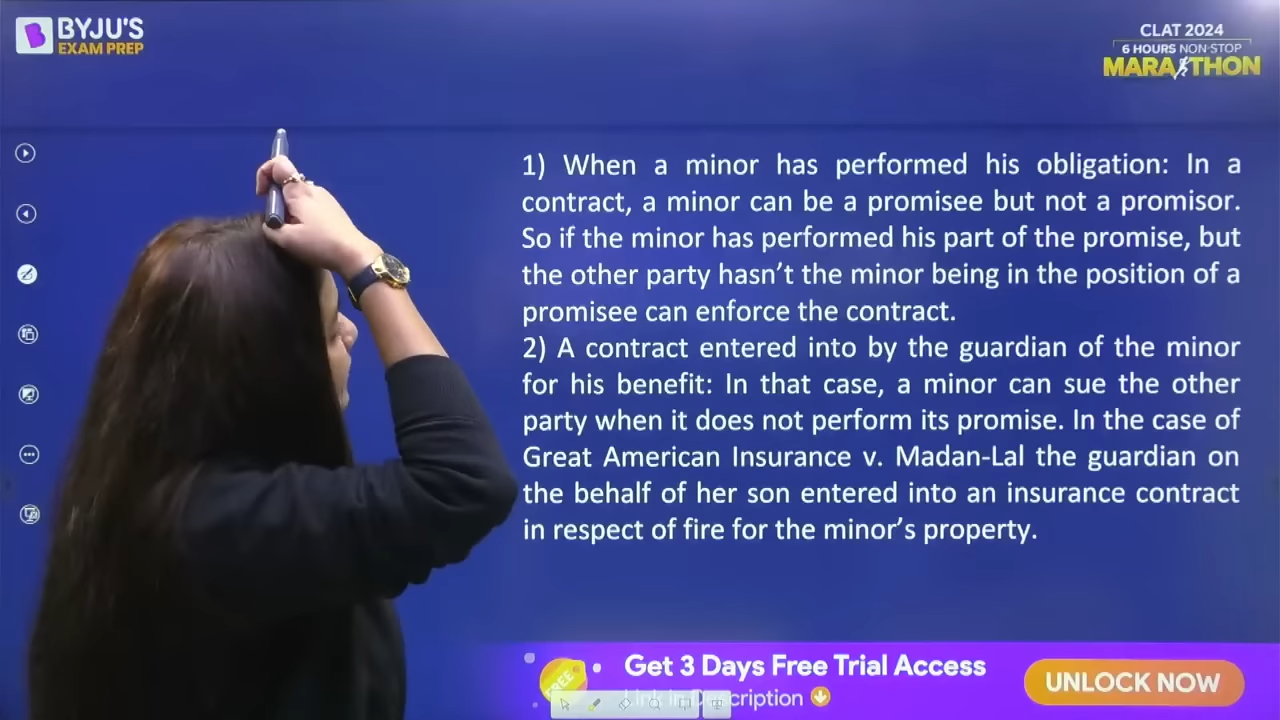 BYJU'S
EXAM PREP
CLAT 2024
6 HOURS NON-STOP
MARATHON
1) When a minor has performed his obligation: In a
contract, a minor can be a promisee but not a promisor.
So if the minor has performed his part of the promise, but
the other party hasn't the minor being in the position of a
promisee can enforce the contract.
2) A contract entered into by the guardian of the minor
for his benefit: In that case, a minor can sue the other
party when it does not perform its promise. In the case of
Great American Insurance v. Madan-Lal the guardian on
the behalf of her son entered into an insurance contract
in respect of fire for the minor's property.
FREE
Get 3 Days Free Trial Access
Link In Description
UNLOCK NOW